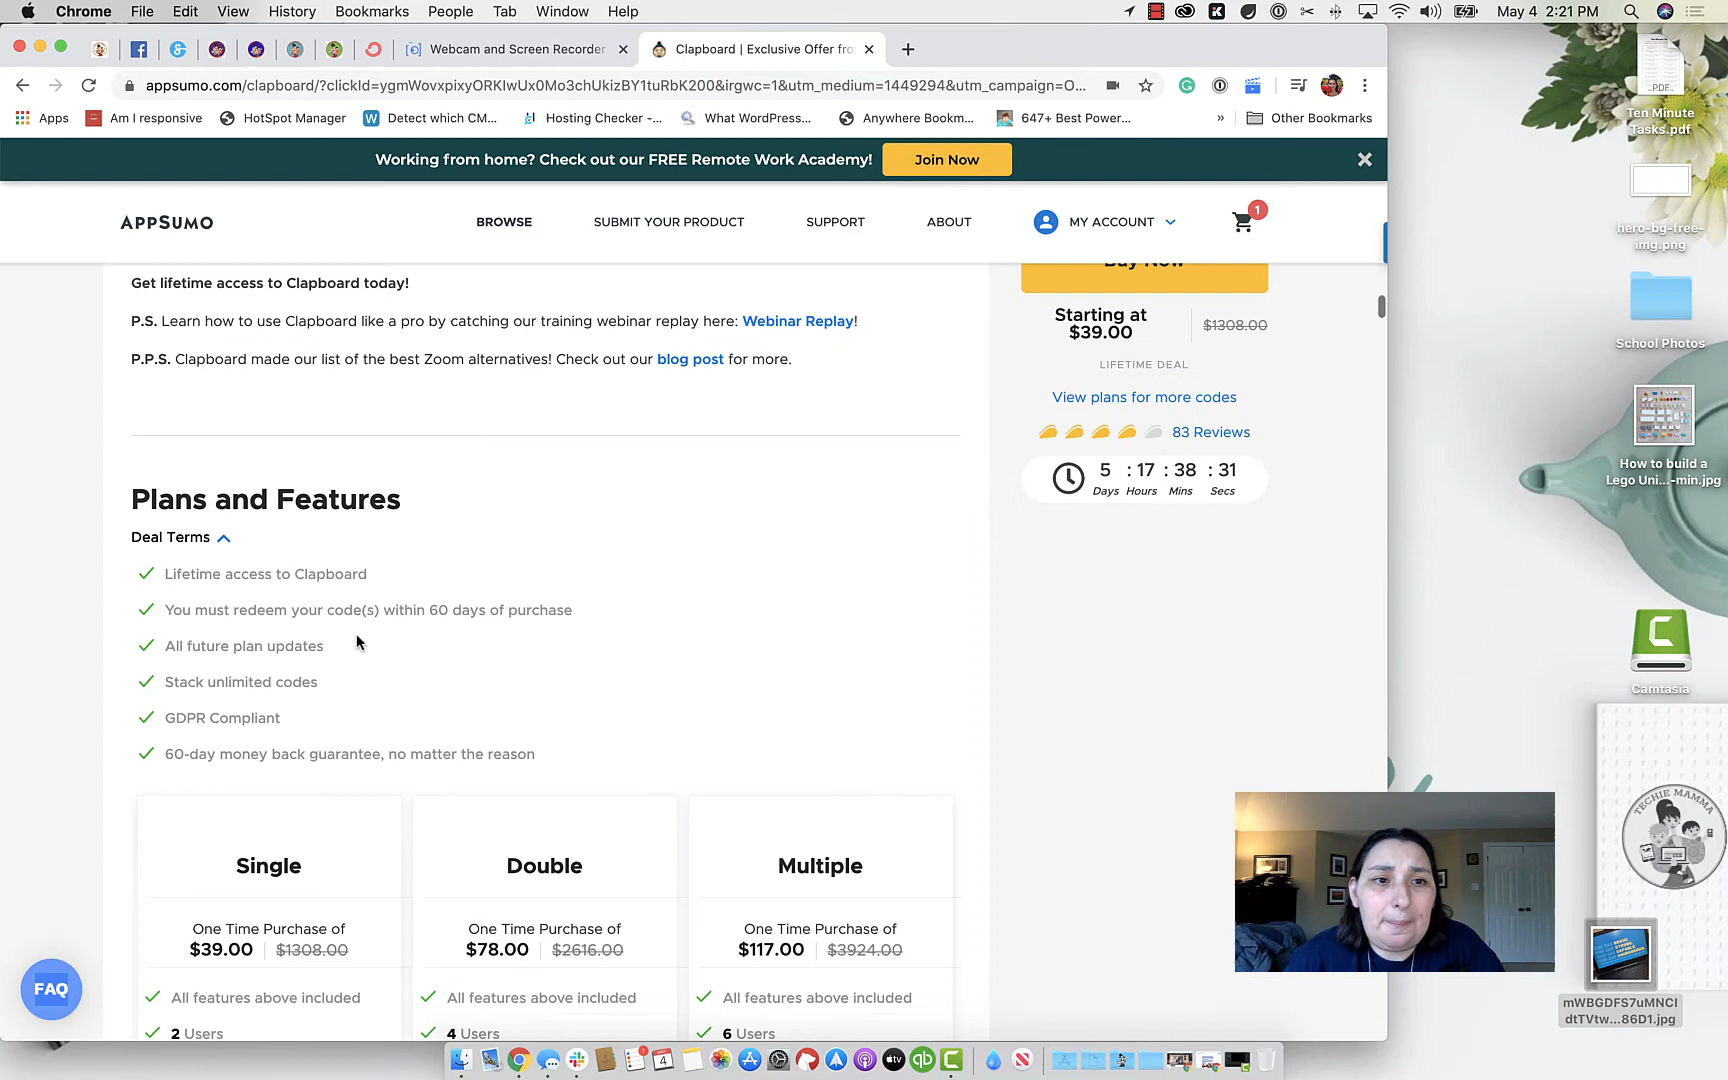 Chrome File Edit View History Bookmarks People Tab Window Help May 4 2:21 PM
Webcam and Screen Recorder Clapboard | Exclusive Offer fro
appsumo.com/clapboard/?clickId=ygmWovxpixyORKIwUx0Mo3chUkizBY1tuRbK200&irgwc=1&utm_medium=1449294&utm_campaign=O...
Apps Am I responsive HotSpot Manager Detect which CM... Hosting Checker -... What WordPress... Anywhere Bookm... 647+ Best Power... » Other Bookmarks
Working from home? Check out our FREE Remote Work Academy! Join Now
APPSUMO BROWSE SUBMIT YOUR PRODUCT SUPPORT ABOUT MY ACCOUNT 1
Get lifetime access to Clapboard today!
P.S. Learn how to use Clapboard like a pro by catching our training webinar replay here: Webinar Replay!
P.P.S. Clapboard made our list of the best Zoom alternatives! Check out our blog post for more.
Buy Now
Starting at
$39.00 $1308.00
LIFETIME DEAL
View plans for more codes
83 Reviews
5 : 17 : 38 : 31
Days Hours Mins Secs
Plans and Features
Deal Terms
Lifetime access to Clapboard
You must redeem your code(s) within 60 days of purchase
All future plan updates
Stack unlimited codes
GDPR Compliant
60-day money back guarantee, no matter the reason
Single Double Multiple
One Time Purchase of One Time Purchase of One Time Purchase of
$39.00 $1308.00 $78.00 $2616.00 $117.00 $3924.00
All features above included All features above included All features above included
2 Users 4 Users 6 Users
FAQ
PDF
Ten Minute
Tasks.pdf
hero-bg-free-
img.png
School Photos
How to build a
Lego Uni...-min.jpg
Camtasia
TECHIE MAMMA
mWBGDFS7uMNCI
dtTVtw...86D1.jpg